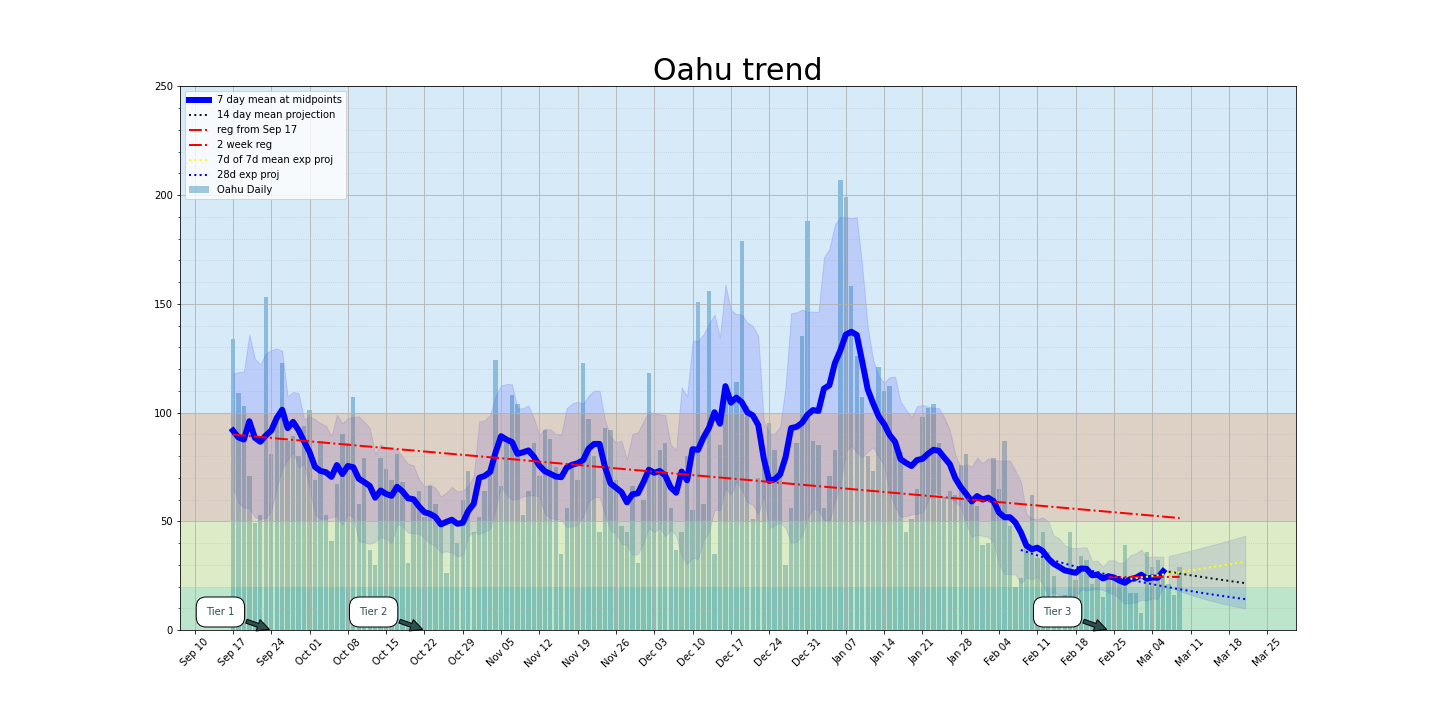 Oahu trend
250
200
150
100
50
0
7 day mean at midpoints
14 day mean projection
reg from Sep 17
2 week reg
7d of 7d mean exp proj
28d exp proj
Oahu Daily
Tier 1
Tier 2
Tier 3
Sep 10
Sep 17
Sep 24
Oct 01
Oct 08
Oct 15
Oct 22
Oct 29
Nov 05
Nov 12
Nov 19
Nov 26
Dec 03
Dec 10
Dec 17
Dec 24
Dec 31
Jan 07
Jan 14
Jan 21
Jan 28
Feb 04
Feb 11
Feb 18
Feb 25
Mar 04
Mar 11
Mar 18
Mar 25